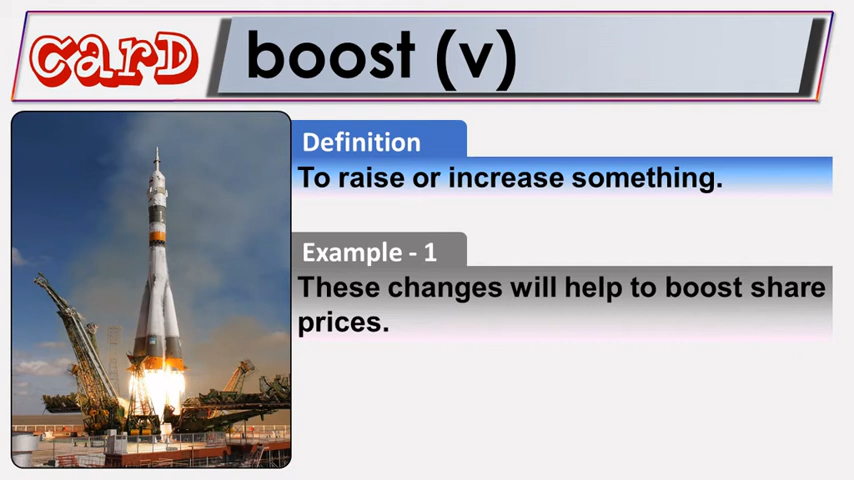 CarD boost (v)
Definition
To raise or increase something.
Example - 1
These changes will help to boost share
prices.